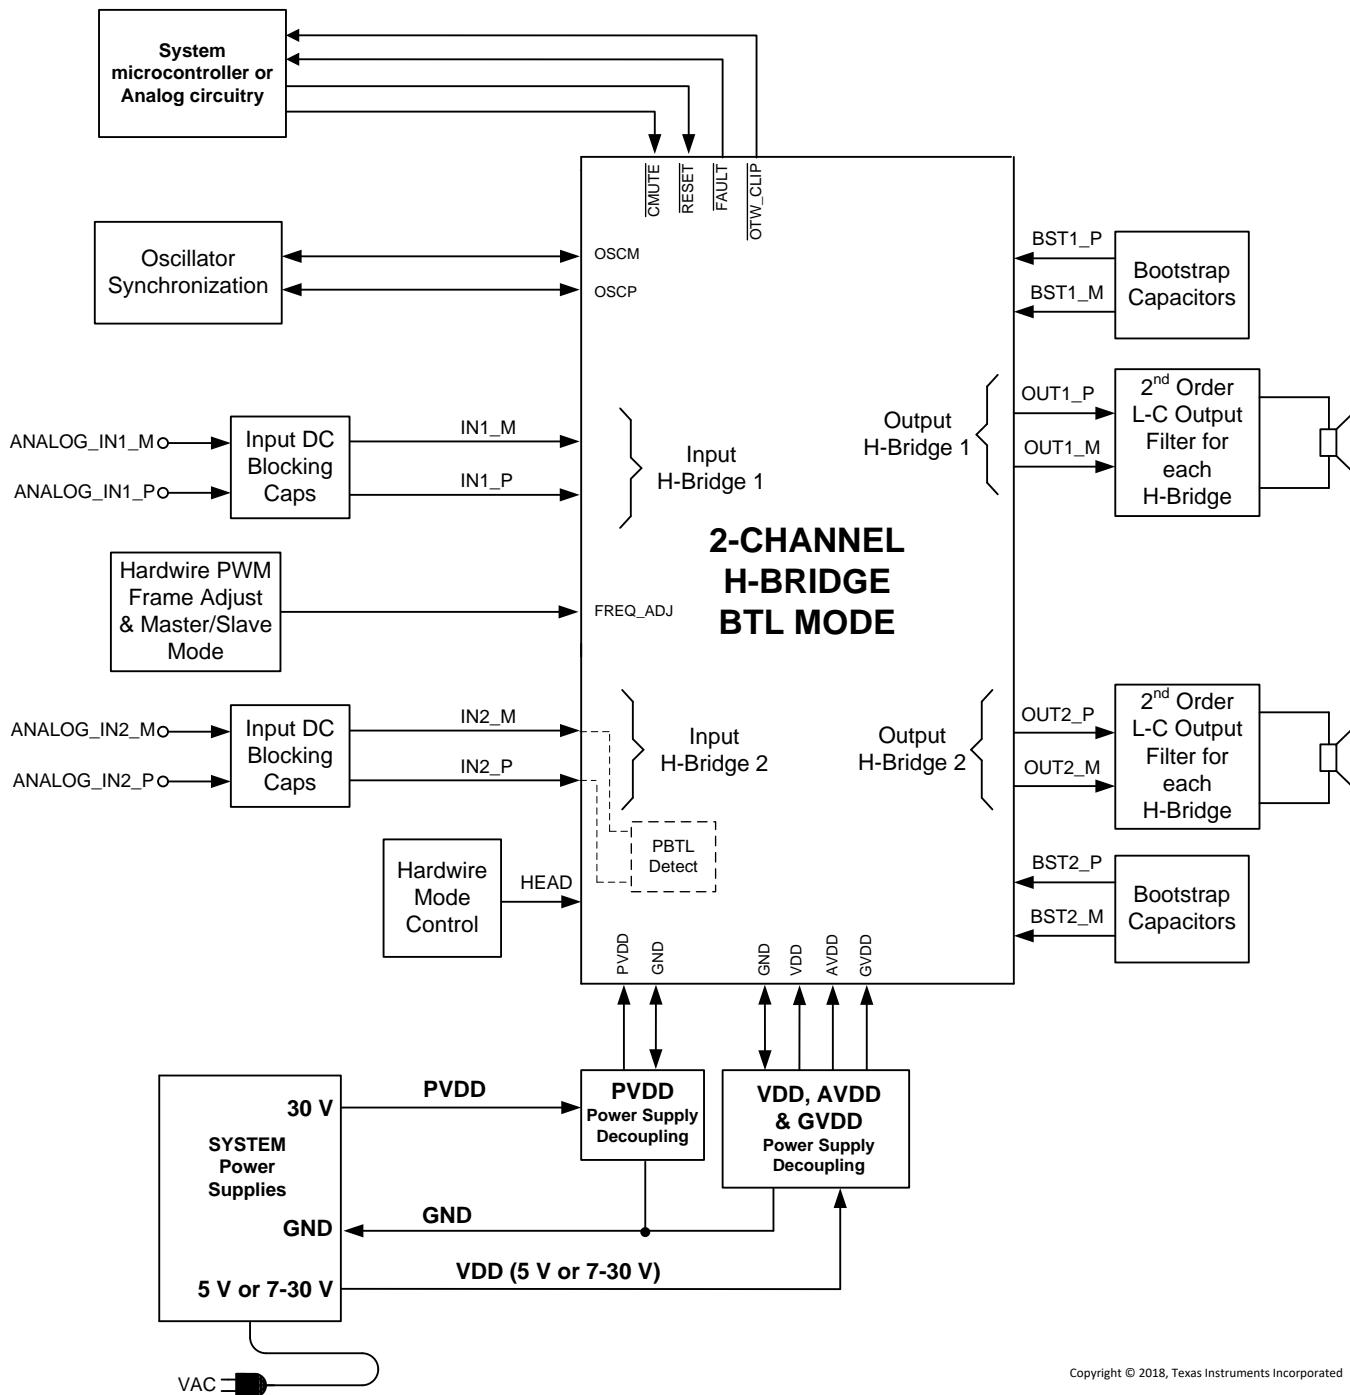 System
microcontroller or
Analog circuitry
CMUTE
RESET
FAULT
OTW_CLIP
Oscillator
Synchronization
OSCM
OSCP
BST1_P
BST1_M
Bootstrap
Capacitors
ANALOG_IN1_M
ANALOG_IN1_P
Input DC
Blocking
Caps
IN1_M
IN1_P
Input
H-Bridge 1
Output
H-Bridge 1
OUT1_P
OUT1_M
2nd Order
L-C Output
Filter for
each
H-Bridge
2-CHANNEL
H-BRIDGE
BTL MODE
Hardwire PWM
Frame Adjust
& Master/Slave
Mode
FREQ_ADJ
ANALOG_IN2_M
ANALOG_IN2_P
Input DC
Blocking
Caps
IN2_M
IN2_P
Input
H-Bridge 2
Output
H-Bridge 2
OUT2_P
OUT2_M
2nd Order
L-C Output
Filter for
each
H-Bridge
PBTL
Detect
Hardwire
Mode
Control
HEAD
BST2_P
BST2_M
Bootstrap
Capacitors
PVDD
GND
GND
VDD
AVDD
GVDD
30 V
SYSTEM
Power
Supplies
GND
5 V or 7-30 V
PVDD
PVDD
Power Supply
Decoupling
VDD, AVDD
& GVDD
Power Supply
Decoupling
GND
VDD (5 V or 7-30 V)
VAC
Copyright © 2018, Texas Instruments Incorporated